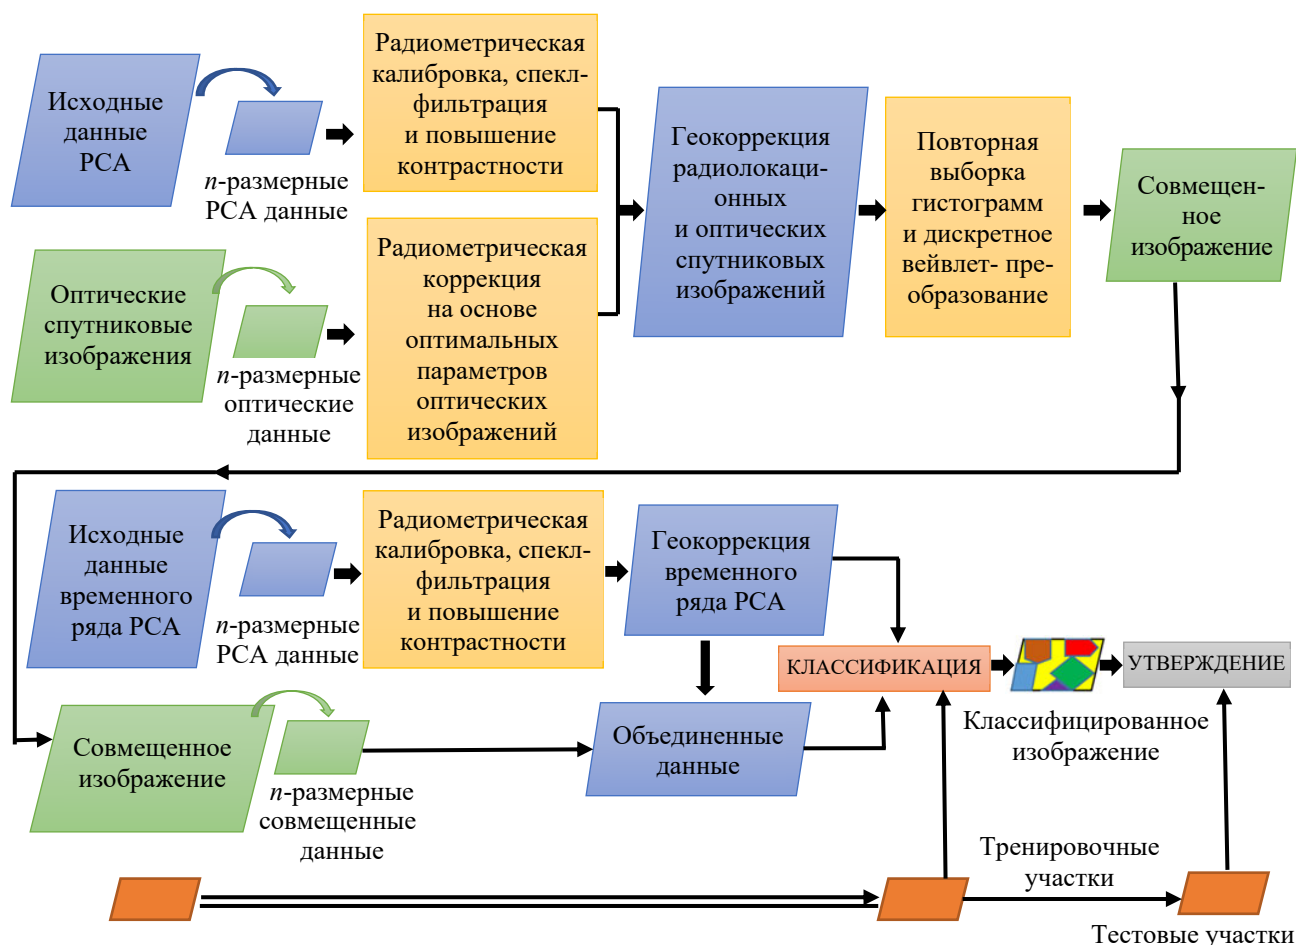 Исходные
данные
РСА
n-размерные
РСА данные
Радиометрическая
калибровка, спекл-
фильтрация
и повышение
контрастности
Оптические
спутниковые
изображения
n-размерные
оптические
данные
Радиометрическая
коррекция
на основе
оптимальных
параметров
оптических
изображений
Геокоррекция
радиолокаци-
онных
и оптических
спутниковых
изображений
Повторная
выборка
гистограмм
и дискретное
вейвлет- пре-
образование
Совмещен-
ное
изображение
Исходные
данные
временного
ряда РСА
n-размерные
РСА данные
Радиометрическая
калибровка, спекл-
фильтрация
и повышение
контрастности
Геокоррекция
временного
ряда РСА
КЛАССИФИКАЦИЯ
Классифицированное
изображение
УТВЕРЖДЕНИЕ
Совмещенное
изображение
n-размерные
совмещенные
данные
Объединенные
данные
Тренировочные
участки
Тестовые участки